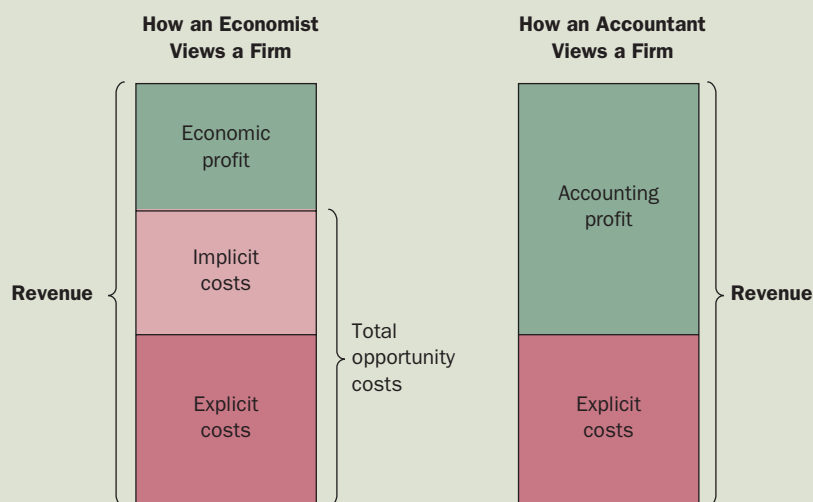 How an Economist
Views a Firm
How an Accountant
Views a Firm
Revenue
Economic
profit
Implicit
costs
Explicit
costs
Total
opportunity
costs
Accounting
profit
Explicit
costs
Revenue